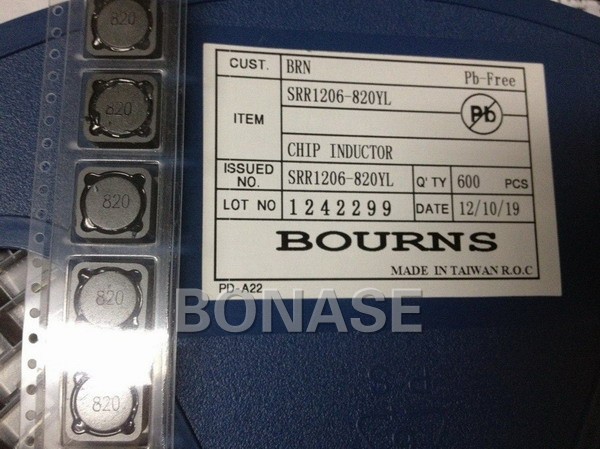 820
820
820
820
820
CUST. BRN Pb-Free
SRR1206-820YL
Pb
ITEM
CHIP INDUCTOR
ISSUED NO. SRR1206-820YL Q'TY 600 PCS
LOT NO 1242299 DATE 12/10/19
BOURNS
MADE IN TAIWAN R.O.C
PD-A22
BONASE